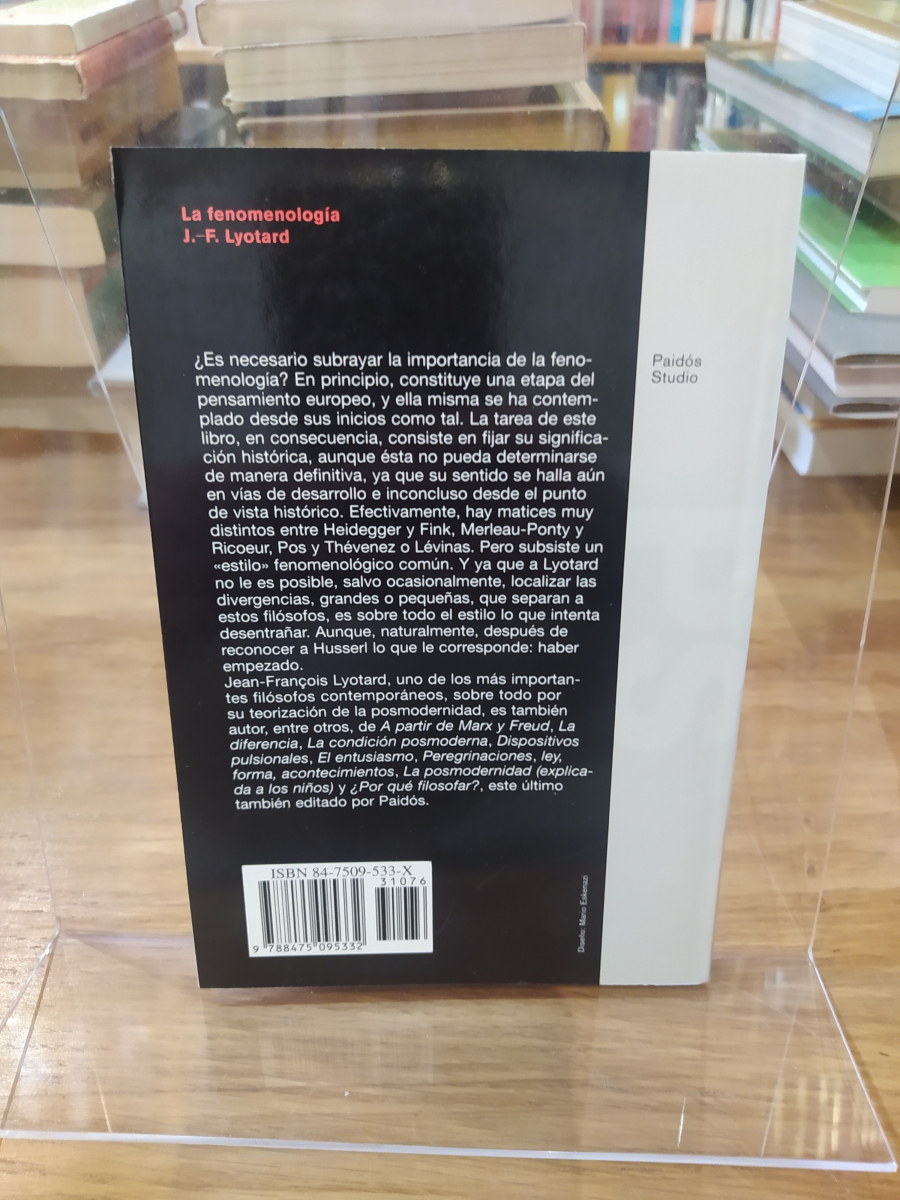 La fenomenología
J.-F. Lyotard
¿Es necesario subrayar la importancia de la feno-
menología? En principio, constituye una etapa del
pensamiento europeo, y ella misma se ha contem-
plado desde sus inicios como tal. La tarea de este
libro, en consecuencia, consiste en fijar su significa-
ción histórica, aunque ésta no pueda determinarse
de manera definitiva, ya que su sentido se halla aún
en vías de desarrollo e inconcluso desde el punto
de vista histórico. Efectivamente, hay matices muy
distintos entre Heidegger y Fink, Merleau-Ponty y
Ricoeur, Pos y Thévenez o Lévinas. Pero subsiste un
«estilo» fenomenológico común. Y ya que a Lyotard
no le es posible, salvo ocasionalmente, localizar las
divergencias, grandes o pequeñas, que separan a
estos filósofos, es sobre todo el estilo lo que intenta
desentrañar. Aunque, naturalmente, después de
reconocer a Husserl lo que le corresponde: haber
empezado.
Jean-François Lyotard, uno de los más importan-
tes filósofos contemporáneos, sobre todo por
su teorización de la posmodernidad, es también
autor, entre otros, de A partir de Marx y Freud, La
diferencia, La condición posmoderna, Dispositivos
pulsionales, El entusiasmo, Peregrinaciones, ley,
forma, acontecimientos, La posmodernidad (explica-
da a los niños) y ¿Por qué filosofar?, este último
también editado por Paidós.
Paidós
Studio
ISBN 84-7509-533-X
31076
9 788475 095332
Diseño: Mario Eskenazi